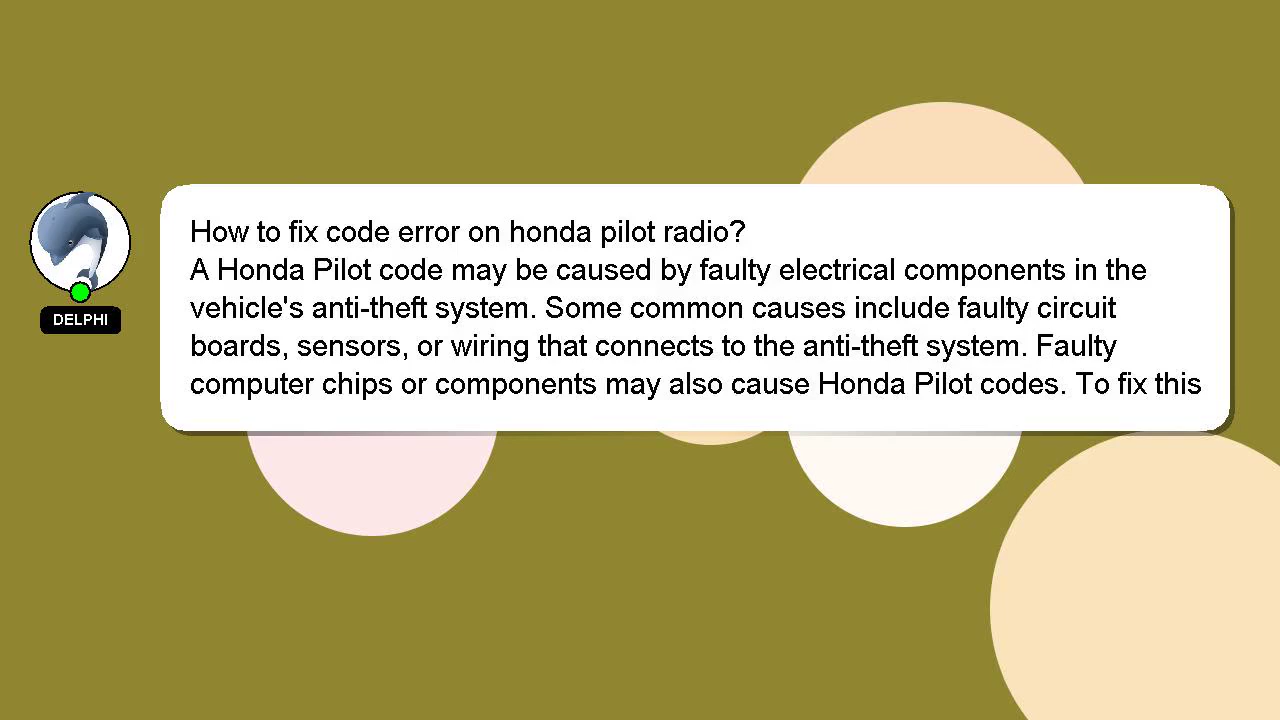 How to fix code error on honda pilot radio?
A Honda Pilot code may be caused by faulty electrical components in the
vehicle's anti-theft system. Some common causes include faulty circuit
boards, sensors, or wiring that connects to the anti-theft system. Faulty
computer chips or components may also cause Honda Pilot codes. To fix this
DELPHI